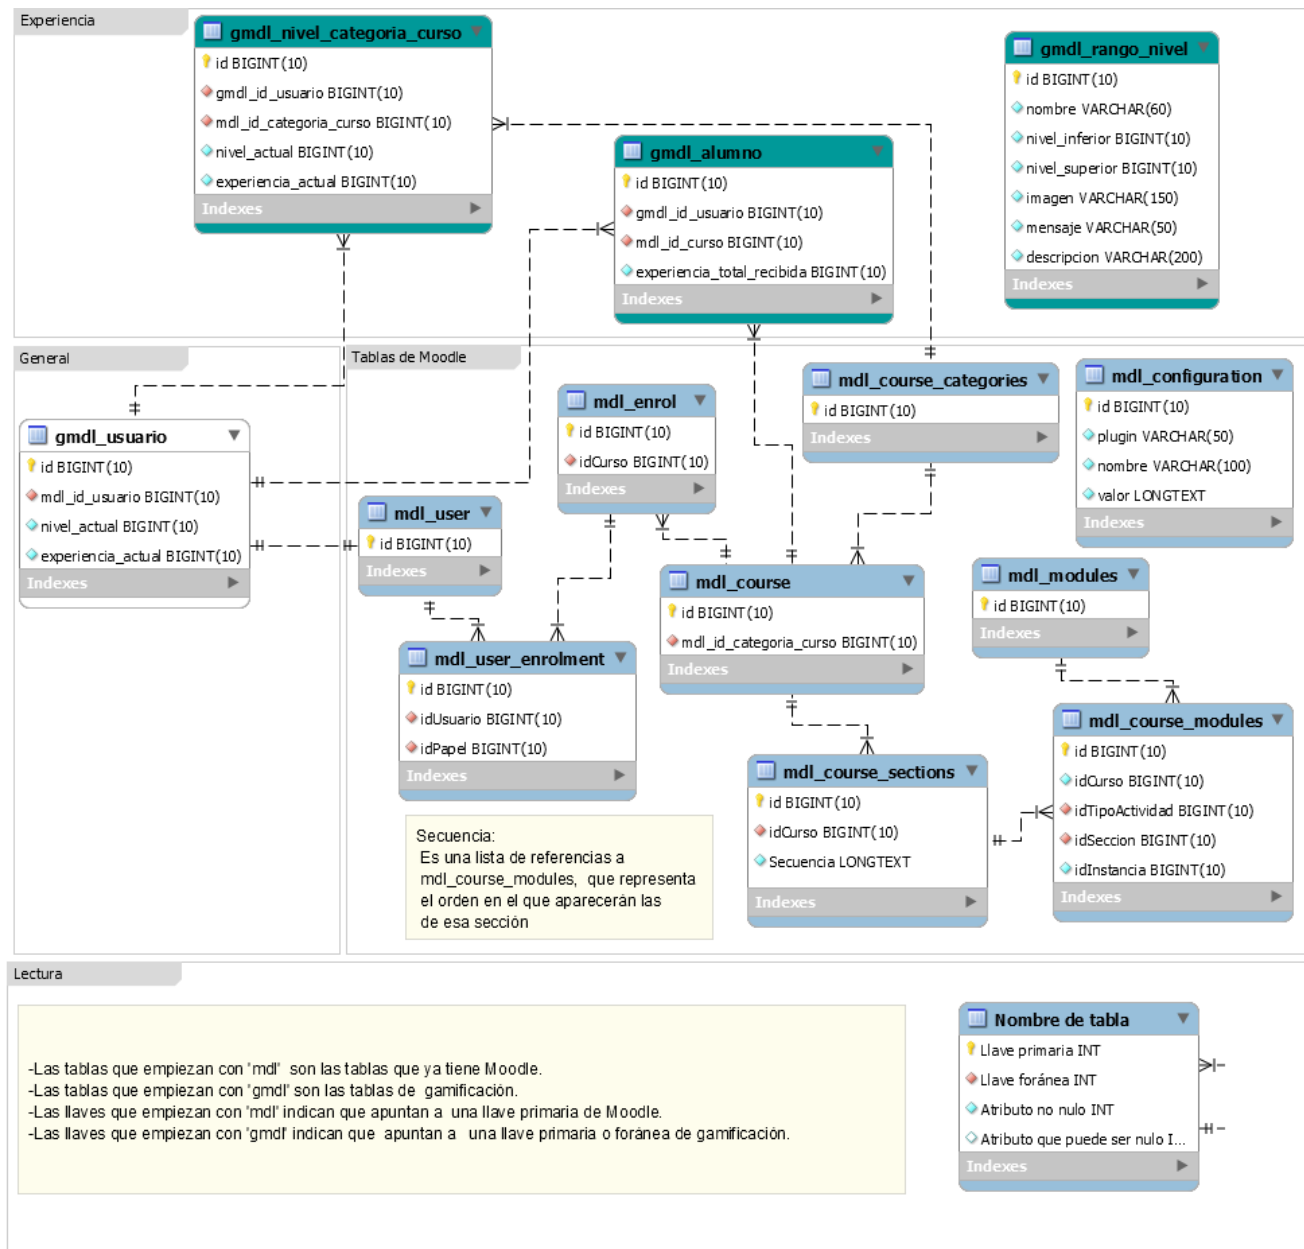 Experiencia
gmdl_nivel_categoria_curso
id BIGINT(10)
gmdl_id_usuario BIGINT(10)
mdl_id_categoria_curso BIGINT(10)
nivel_actual BIGINT(10)
experiencia_actual BIGINT(10)
Indexes
gmdl_alumno
id BIGINT(10)
gmdl_id_usuario BIGINT(10)
mdl_id_curso BIGINT(10)
experiencia_total_recibida BIGINT(10)
Indexes
gmdl_rango_nivel
id BIGINT(10)
nombre VARCHAR(60)
nivel_inferior BIGINT(10)
nivel_superior BIGINT(10)
imagen VARCHAR(150)
mensaje VARCHAR(50)
descripcion VARCHAR(200)
Indexes
General
gmdl_usuario
id BIGINT(10)
mdl_id_usuario BIGINT(10)
nivel_actual BIGINT(10)
experiencia_actual BIGINT(10)
Indexes
Tablas de Moodle
mdl_enrol
id BIGINT(10)
idCurso BIGINT(10)
Indexes
mdl_course_categories
id BIGINT(10)
Indexes
mdl_configuration
id BIGINT(10)
plugin VARCHAR(50)
nombre VARCHAR(100)
valor LONGTEXT
Indexes
mdl_user
id BIGINT(10)
Indexes
mdl_course
id BIGINT(10)
mdl_id_categoria_curso BIGINT(10)
Indexes
mdl_modules
id BIGINT(10)
Indexes
mdl_user_enrolment
id BIGINT(10)
idUsuario BIGINT(10)
idPapel BIGINT(10)
Indexes
mdl_course_sections
id BIGINT(10)
idCurso BIGINT(10)
Secuencia LONGTEXT
Indexes
mdl_course_modules
id BIGINT(10)
idCurso BIGINT(10)
idTipoActividad BIGINT(10)
idSeccion BIGINT(10)
idInstancia BIGINT(10)
Indexes
Secuencia:
Es una lista de referencias a
mdl_course_modules, que representa
el orden en el que aparecerán las
de esa sección
Lectura
-Las tablas que empiezan con 'mdl' son las tablas que ya tiene Moodle.
-Las tablas que empiezan con 'gmdl' son las tablas de gamificación.
-Las llaves que empiezan con 'mdl' indican que apuntan a una llave primaria de Moodle.
-Las llaves que empiezan con 'gmdl' indican que apuntan a una llave primaria o foránea de gamificación.
Nombre de tabla
Llave primaria INT
Llave foránea INT
Atributo no nulo INT
Atributo que puede ser nulo I...
Indexes